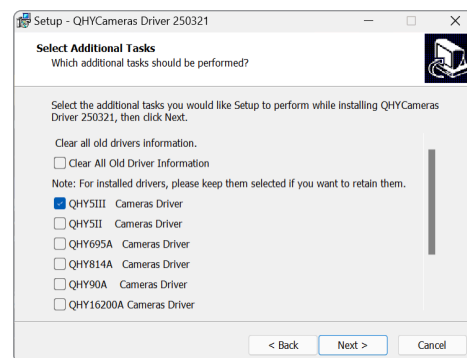 Setup - QHYCameras Driver 250321
Select Additional Tasks
Which additional tasks should be performed?
Select the additional tasks you would like Setup to perform while installing QHYCameras
Driver 250321, then click Next.
Clear all old drivers information.
Clear All Old Driver Information
Note: For installed drivers, please keep them selected if you want to retain them.
QHY5III Cameras Driver
QHY5II Cameras Driver
QHY695A Cameras Driver
QHY814A Cameras Driver
QHY90A Cameras Driver
QHY16200A Cameras Driver
< Back
Next >
Cancel